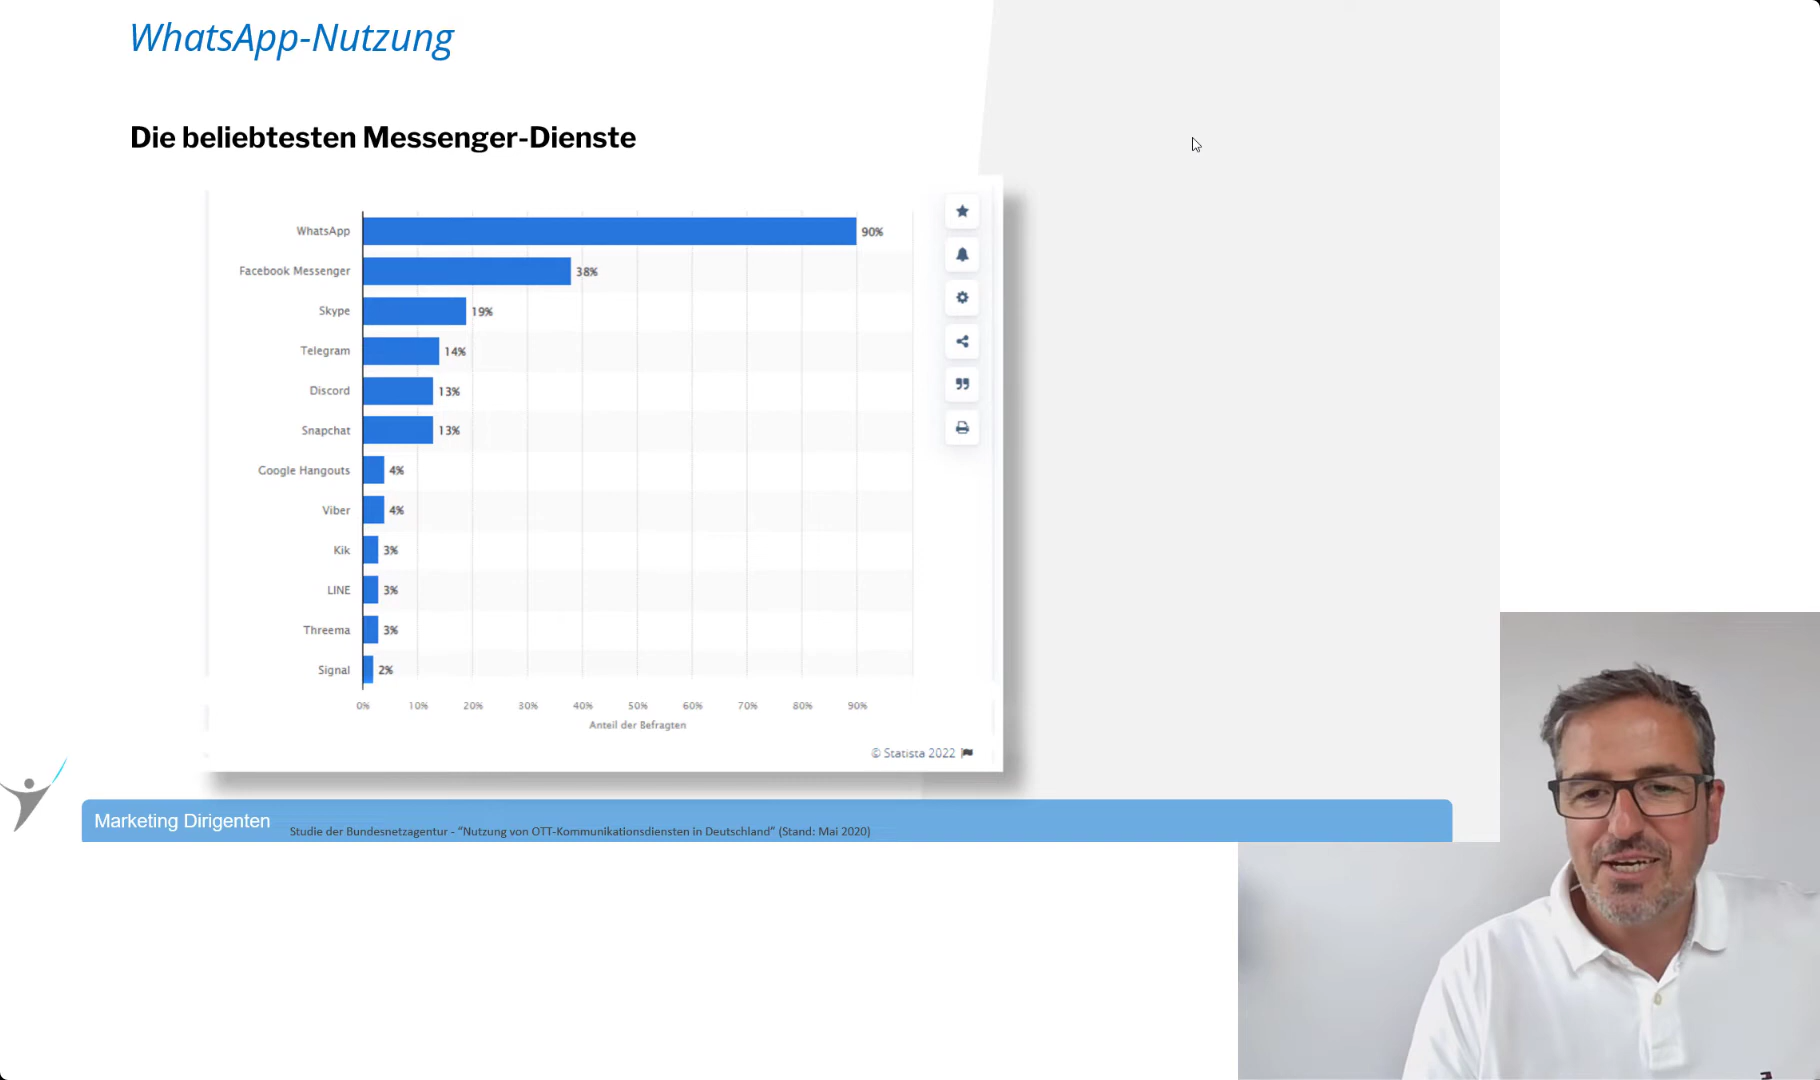 WhatsApp-Nutzung
Die beliebtesten Messenger-Dienste
WhatsApp 90%
Facebook Messenger 38%
Skype 19%
Telegram 14%
Discord 13%
Snapchat 13%
Google Hangouts 4%
Viber 4%
Kik 3%
LINE 3%
Threema 3%
Signal 2%
0% 10% 20% 30% 40% 50% 60% 70% 80% 90%
Anteil der Befragten
© Statista 2022
Marketing Dirigenten
Studie der Bundesnetzagentur - "Nutzung von OTT-Kommunikationsdiensten in Deutschland" (Stand: Mai 2020)